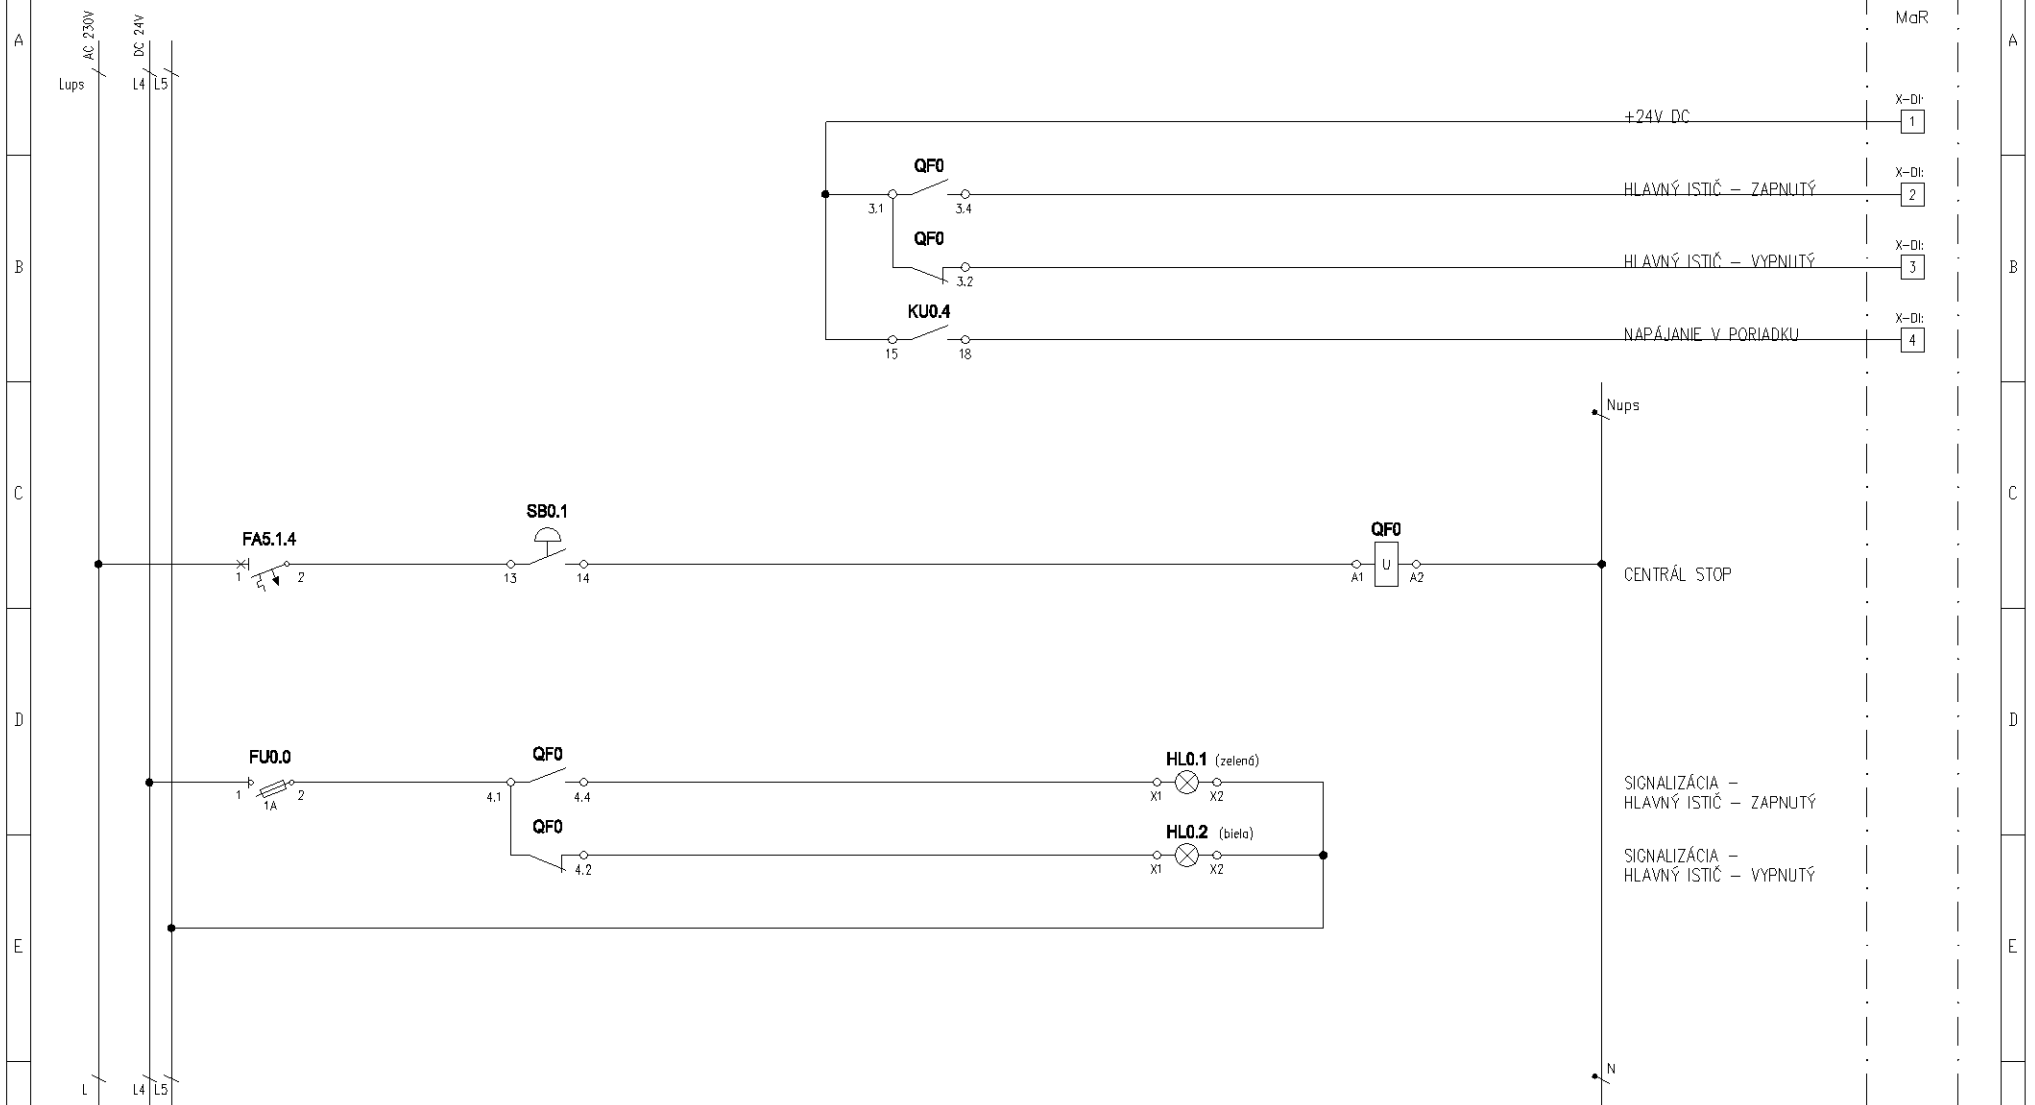 AC 230V
DC 24V
MaR
A
A
Lups
L4
L5
X-DI:
+24V DC
1
QF0
X-DI:
HLAVNÝ ISTIČ - ZAPNUTÝ
2
3.1
3.4
QF0
X-DI:
B
HLAVNÝ ISTIČ - VYPNUTÝ
3
B
3.2
KU0.4
X-DI:
NAPÁJANIE V PORIADKU
4
15
18
Nups
C
C
SB0.1
FA5.1.4
QF0
U
1
2
13
14
A1
A2
CENTRÁL STOP
D
D
FU0.0
QF0
HL0.1 (zelená)
SIGNALIZÁCIA -
HLAVNÝ ISTIČ - ZAPNUTÝ
1
1A
2
4.1
4.4
X1
X2
QF0
HL0.2 (biela)
SIGNALIZÁCIA -
HLAVNÝ ISTIČ - VYPNUTÝ
4.2
X1
X2
E
E
L
L4
L5
N